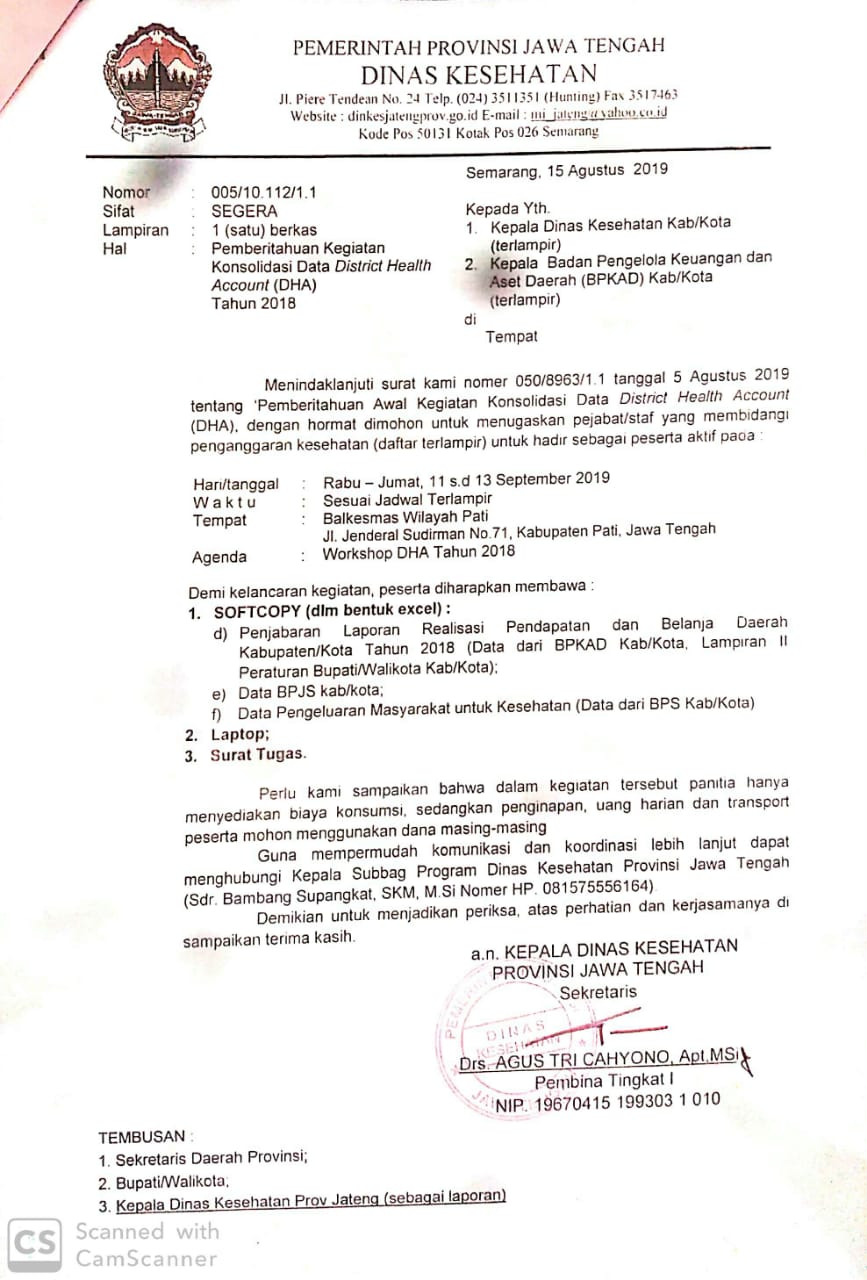 PEMERINTAH PROVINSI JAWA TENGAH
DINAS KESEHATAN
Jl. Piere Tendean No. 24 Telp. (024) 3511351 (Hunting) Fax 3517463
Website : dinkesjatengprov.go.id E-mail : mi_jateng@yahoo.co.id
Kode Pos 50131 Kotak Pos 026 Semarang
Semarang, 15 Agustus 2019
Nomor : 005/10.112/1.1
Sifat : SEGERA
Lampiran : 1 (satu) berkas
Hal : Pemberitahuan Kegiatan
Konsolidasi Data District Health
Account (DHA)
Tahun 2018
Kepada Yth.
1. Kepala Dinas Kesehatan Kab/Kota
(terlampir)
2. Kepala Badan Pengelola Keuangan dan
Aset Daerah (BPKAD) Kab/Kota
(terlampir)
di
Tempat
Menindaklanjuti surat kami nomer 050/8963/1.1 tanggal 5 Agustus 2019
tentang 'Pemberitahuan Awal Kegiatan Konsolidasi Data District Health Account
(DHA), dengan hormat dimohon untuk menugaskan pejabat/staf yang membidangi
penganggaran kesehatan (daftar terlampir) untuk hadir sebagai peserta aktif pada :
Hari/tanggal : Rabu – Jumat, 11 s.d 13 September 2019
W a k t u : Sesuai Jadwal Terlampir
Tempat : Balkesmas Wilayah Pati
Jl. Jenderal Sudirman No.71, Kabupaten Pati, Jawa Tengah
Agenda : Workshop DHA Tahun 2018
Demi kelancaran kegiatan, peserta diharapkan membawa :
1. SOFTCOPY (dlm bentuk excel) :
d) Penjabaran Laporan Realisasi Pendapatan dan Belanja Daerah
Kabupaten/Kota Tahun 2018 (Data dari BPKAD Kab/Kota, Lampiran II
Peraturan Bupati/Walikota Kab/Kota);
e) Data BPJS kab/kota;
f) Data Pengeluaran Masyarakat untuk Kesehatan (Data dari BPS Kab/Kota)
2. Laptop;
3. Surat Tugas.
Perlu kami sampaikan bahwa dalam kegiatan tersebut panitia hanya
menyediakan biaya konsumsi, sedangkan penginapan, uang harian dan transport
peserta mohon menggunakan dana masing-masing
Guna mempermudah komunikasi dan koordinasi lebih lanjut dapat
menghubungi Kepala Subbag Program Dinas Kesehatan Provinsi Jawa Tengah
(Sdr. Bambang Supangkat, SKM, M.Si Nomer HP. 081575556164).
Demikian untuk menjadikan periksa, atas perhatian dan kerjasamanya di
sampaikan terima kasih.
a.n. KEPALA DINAS KESEHATAN
PROVINSI JAWA TENGAH
Sekretaris
DINAS
KESEHATAN
Drs. AGUS TRI CAHYONO, Apt.MSi
Pembina Tingkat I
NIP. 19670415 199303 1 010
TEMBUSAN :
1. Sekretaris Daerah Provinsi;
2. Bupati/Walikota;
3. Kepala Dinas Kesehatan Prov Jateng (sebagai laporan)
CS Scanned with
CamScanner